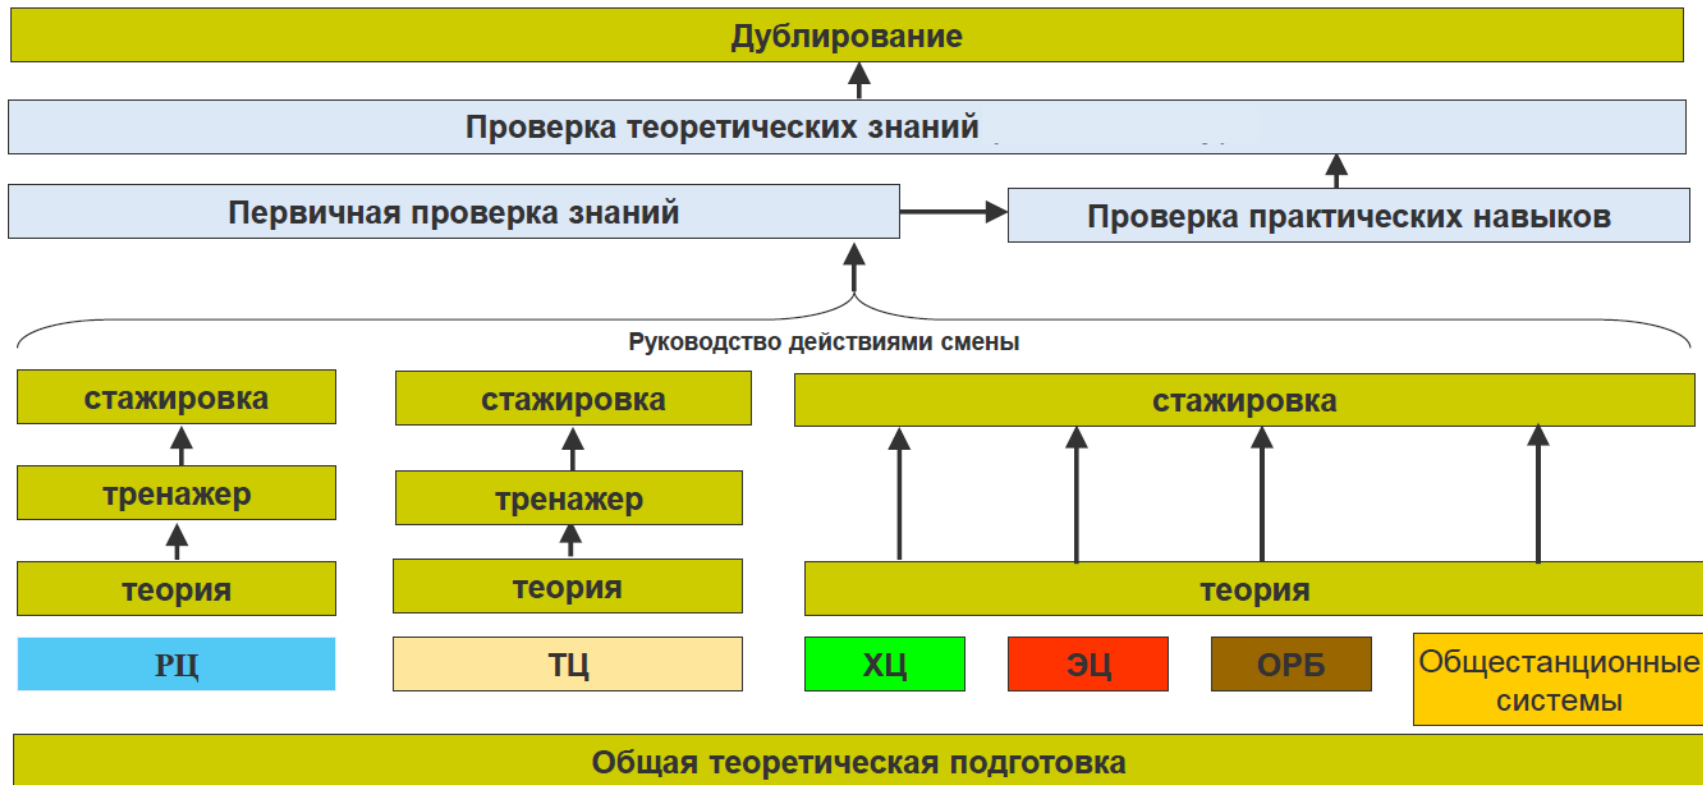 Дублирование
Проверка теоретических знаний
Первичная проверка знаний
Проверка практических навыков
Руководство действиями смены
стажировка
стажировка
стажировка
тренажер
тренажер
теория
теория
теория
РЦ
ТЦ
ХЦ
ЭЦ
ОРБ
Общестанционные
системы
Общая теоретическая подготовка